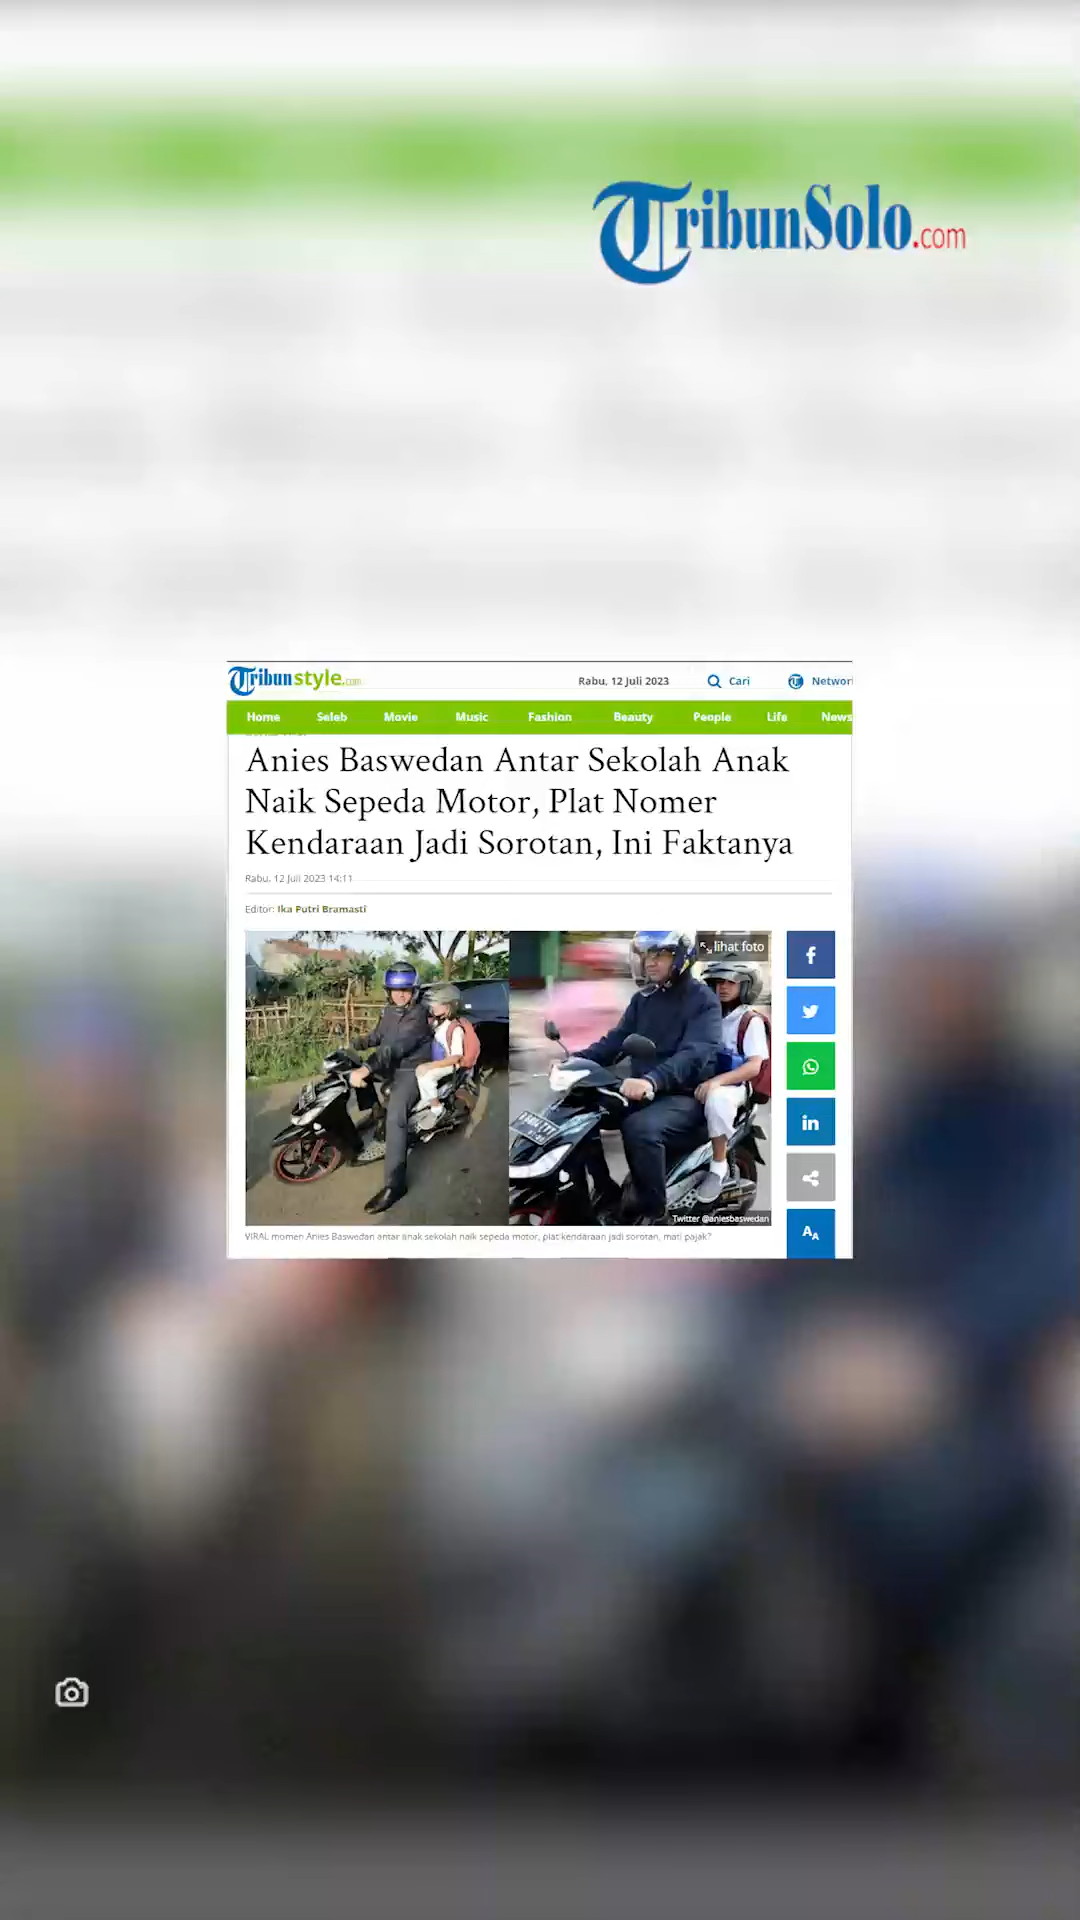 TribunSolo.com
Tribunstyle.com
Rabu, 12 Juli 2023
Cari
Networ
Home Seleb Movie Music Fashion Beauty People Life News
Anies Baswedan Antar Sekolah Anak
Naik Sepeda Motor, Plat Nomer
Kendaraan Jadi Sorotan, Ini Faktanya
Rabu, 12 Juli 2023 14:11
Editor: Ika Putri Bramasti
lihat foto
Twitter @aniesbaswedan
VIRAL momen Anies Baswedan antar anak sekolah naik sepeda motor, plat kendaraan jadi sorotan, mati pajak?